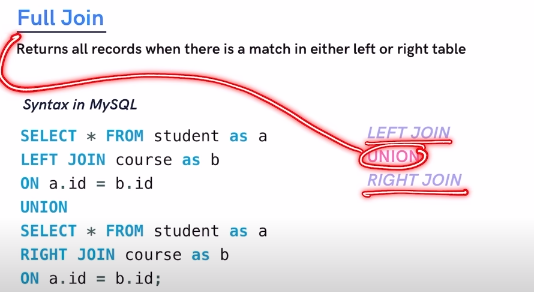 Full Join
Returns all records when there is a match in either left or right table
Syntax in MySQL
SELECT * FROM student as a
LEFT JOIN course as b
ON a.id = b.id
UNION
SELECT * FROM student as a
RIGHT JOIN course as b
ON a.id = b.id;
LEFT JOIN
UNION
RIGHT JOIN